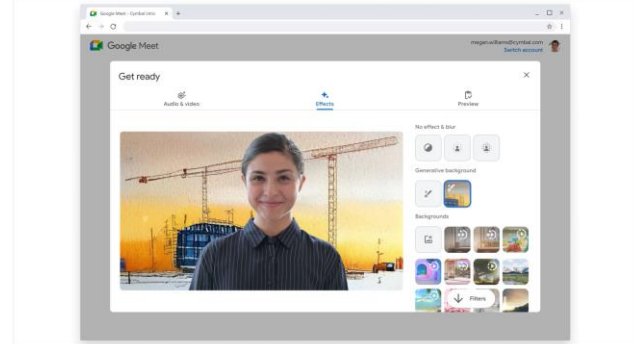 Google Meet - Cymbal intro
Google Meet
megan.williams@cymbal.com
Switch account
Get ready
Audio & video
Effects
Preview
No effect & blur
Generative background
Backgrounds
Filters